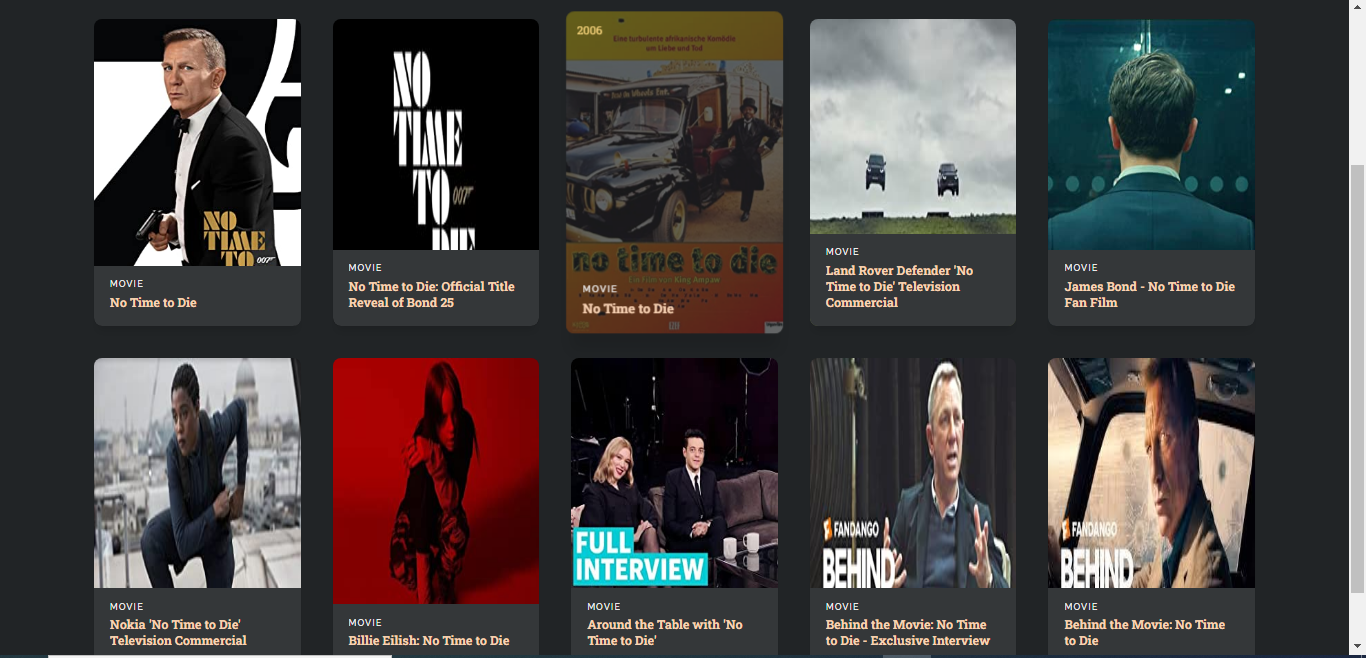 NO
TIME
TO 007
MOVIE
No Time to Die
NO
TIME
TO 007
DIE
MOVIE
No Time to Die: Official Title
Reveal of Bond 25
2006
Eine turbulente afrikanische Komödie
um Liebe und Tod
no time to die
Ein Film von King Ampaw
MOVIE
No Time to Die
MOVIE
Land Rover Defender 'No
Time to Die' Television
Commercial
MOVIE
James Bond - No Time to Die
Fan Film
MOVIE
Nokia 'No Time to Die'
Television Commercial
MOVIE
Billie Eilish: No Time to Die
FULL
INTERVIEW
MOVIE
Around the Table with 'No
Time to Die'
FANDANGO
BEHIND
MOVIE
Behind the Movie: No Time
to Die - Exclusive Interview
FANDANGO
BEHIND
MOVIE
Behind the Movie: No Time
to Die